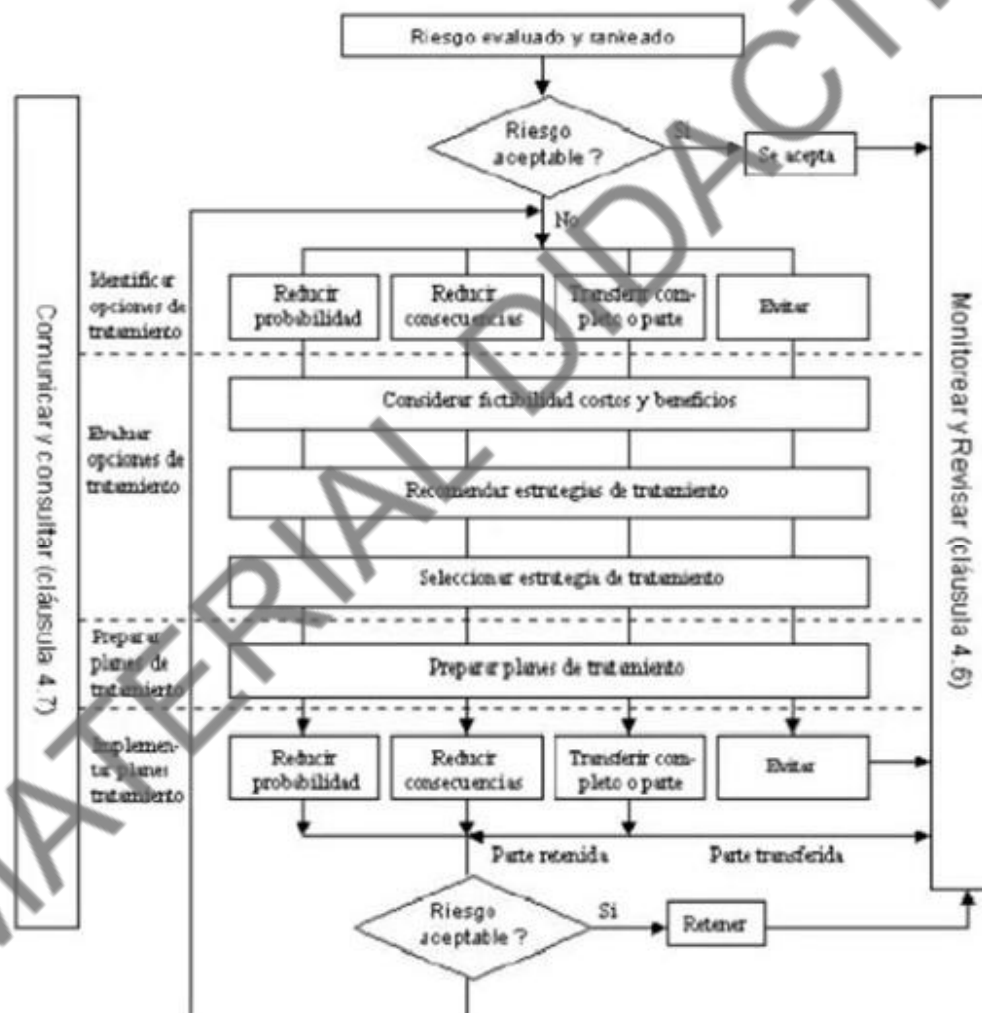 Riesgo evaluado y rankeado
Riesgo
aceptable ?
Si
Se acepta
No
Identificar
opciones de
tratamiento
Reducir
probabilidad
Reducir
consecuencias
Transferir com-
pleto o parte
Evitar
Considerar factibilidad costos y beneficios
Evaluar
opciones de
tratamiento
Recomendar estrategias de tratamiento
Seleccionar estrategia de tratamiento
Preparar
planes de
tratamiento
Preparar planes de tratamiento
Implemen-
tar planes
tratamiento
Reducir
probabilidad
Reducir
consecuencias
Transferir com-
pleto o parte
Evitar
Parte retenida
Parte transferida
Riesgo
aceptable ?
Si
Retener
Comunicar y consultar (cláusula 4.7)
Monitorear y Revisar (cláusula 4.6)
MATERIAL DIDACT